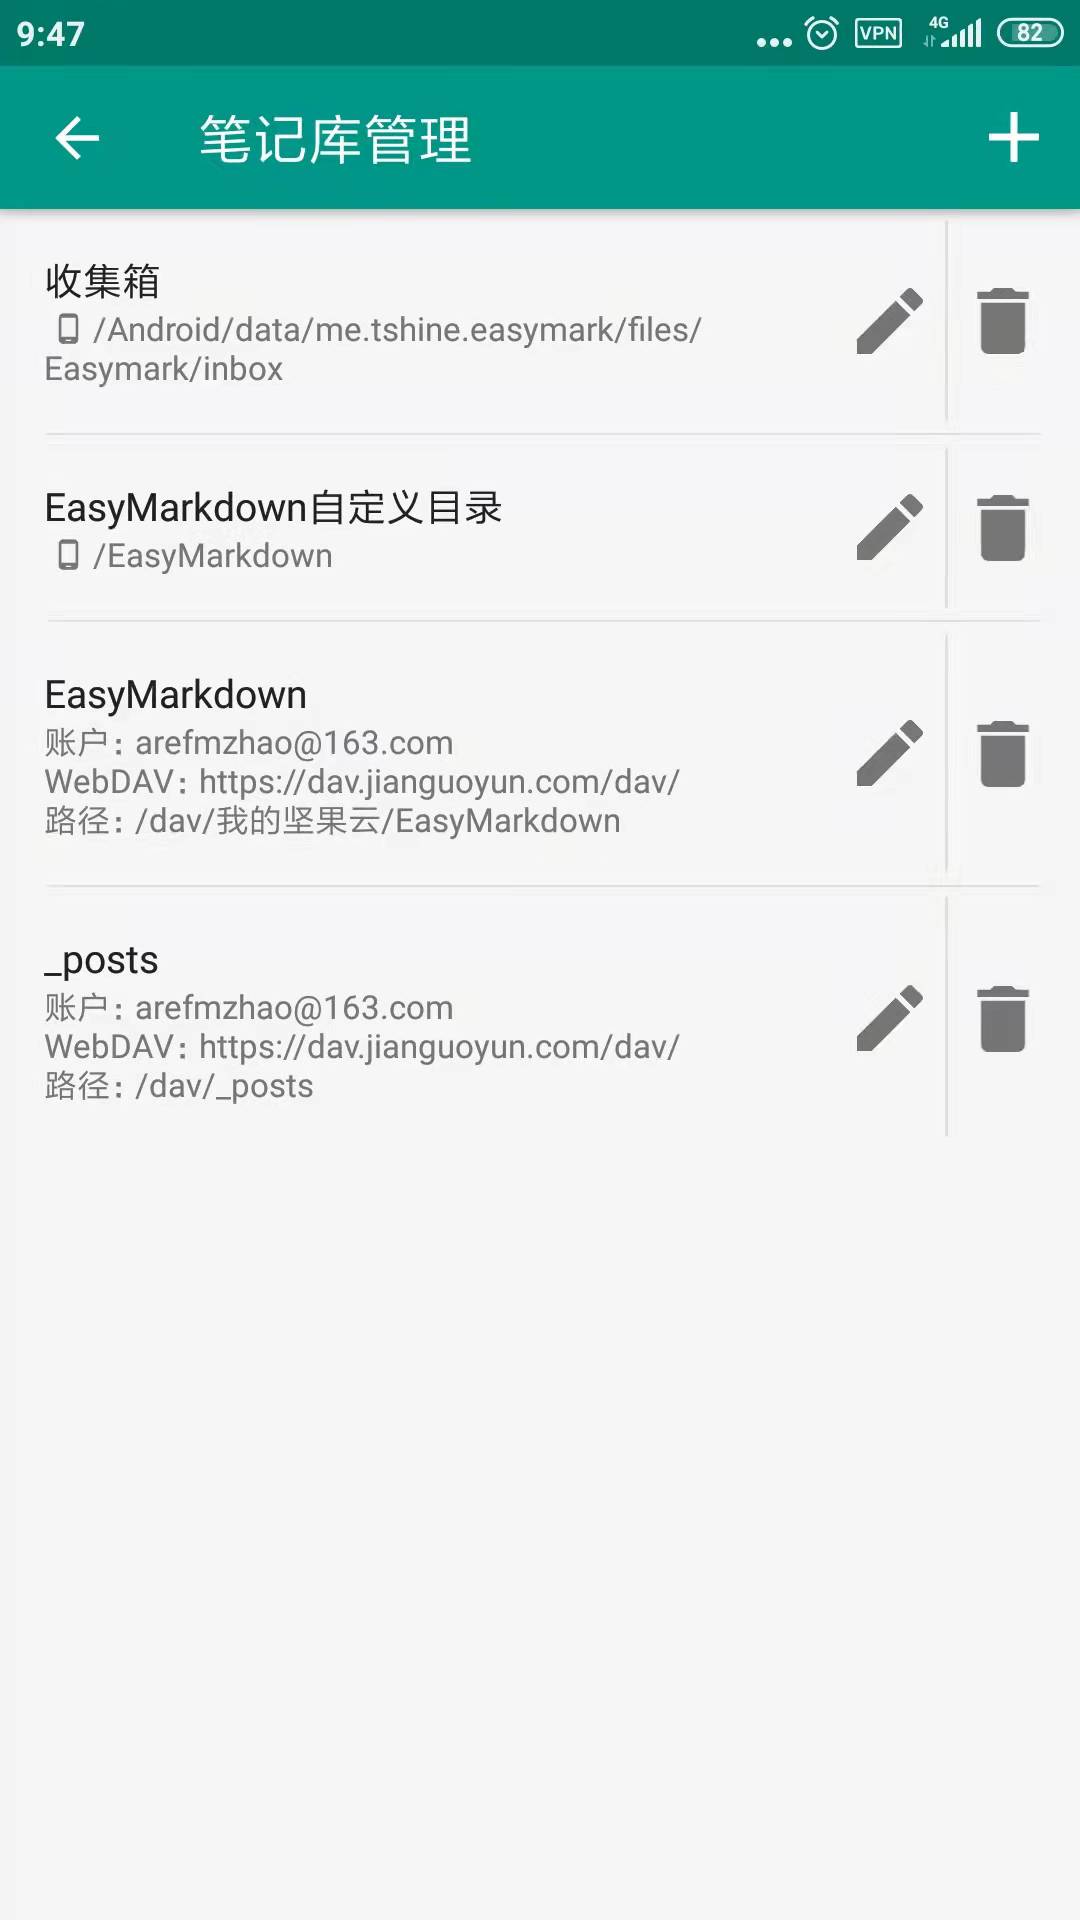 9:47
VPN
4G
82
笔记库管理
收集箱
/Android/data/me.tshine.easymark/files/
Easymark/inbox
EasyMarkdown自定义目录
/EasyMarkdown
EasyMarkdown
账户: arefmzhao@163.com
WebDAV: https://dav.jianguoyun.com/dav/
路径: /dav/我的坚果云/EasyMarkdown
_posts
账户: arefmzhao@163.com
WebDAV: https://dav.jianguoyun.com/dav/
路径: /dav/_posts